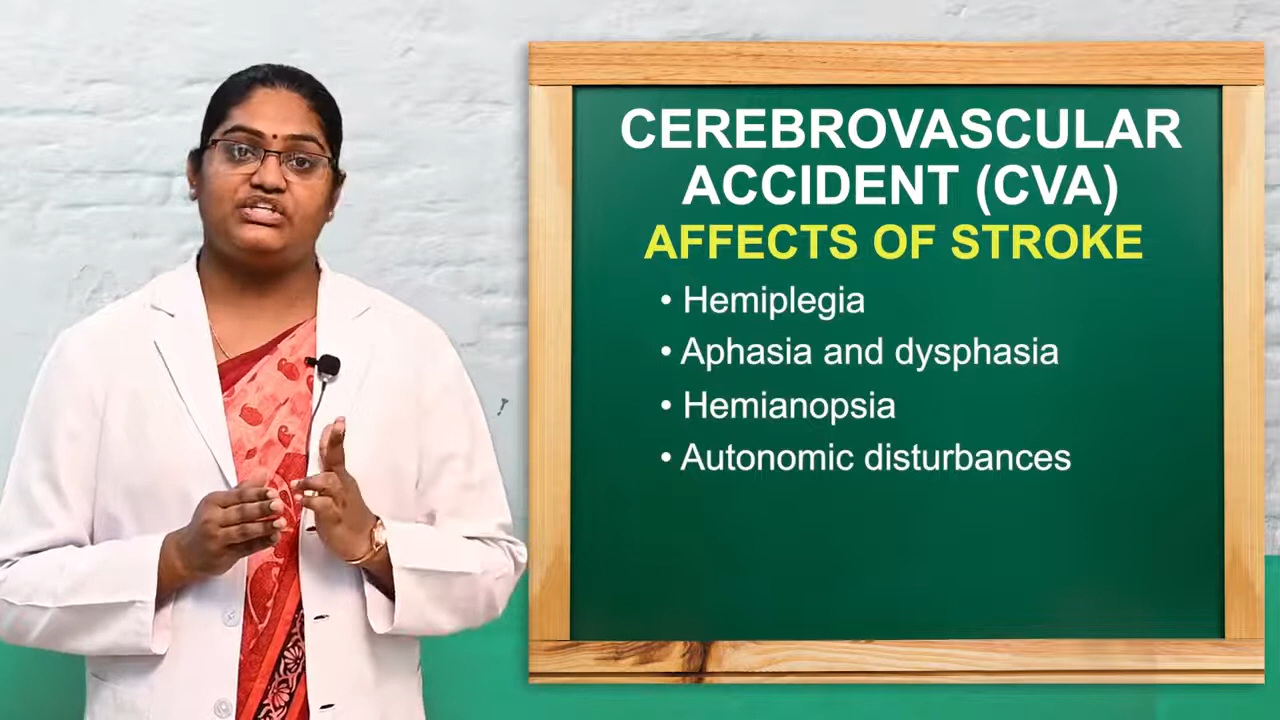 CEREBROVASCULAR
ACCIDENT (CVA)
AFFECTS OF STROKE
• Hemiplegia
• Aphasia and dysphasia
• Hemianopsia
• Autonomic disturbances